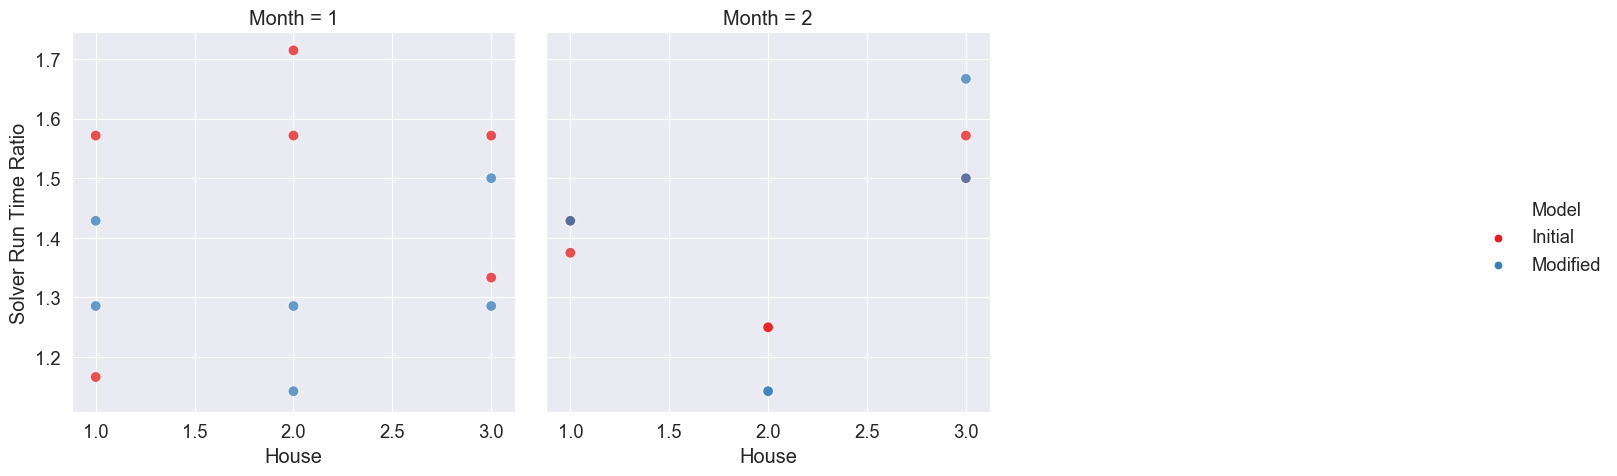 Month = 1
Month = 2
Solver Run Time Ratio
1.7
1.6
1.5
1.4
1.3
1.2
1.0 1.5 2.0 2.5 3.0
1.0 1.5 2.0 2.5 3.0
House
House
Model
Initial
Modified